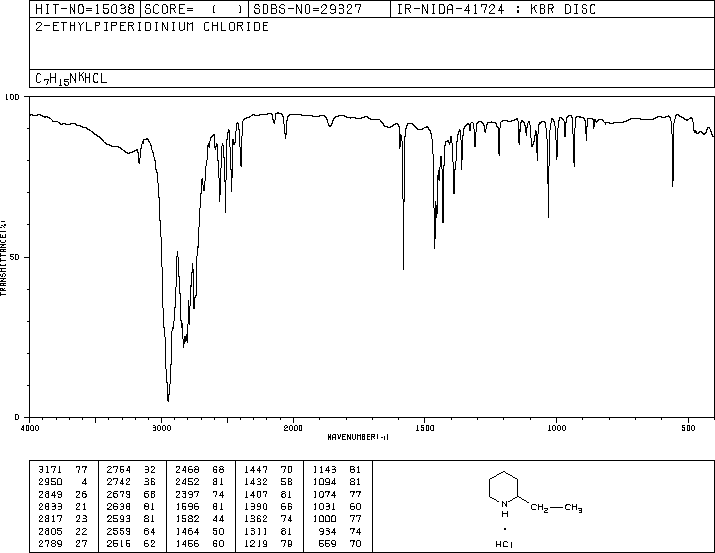 HIT-NO=15038 SCORE= ( ) SDBS-NO=29327 IR-NIDA-41724 : KBR DISC
2-ETHYLPIPERIDINIUM CHLORIDE
C7H15NKHCL
100
50
0
TRANSMITTANCE(%)
4000 3000 2000 1500 1000 500
WAVENUMBER(-1)
3171 77 2764 32 2468 68 1447 70 1143 81
2950 4 2742 36 2452 81 1432 58 1094 81
2849 26 2679 68 2397 74 1407 81 1074 77
2833 21 2638 81 1596 81 1390 66 1031 60
2817 23 2593 81 1582 44 1362 74 1000 77
2805 22 2559 64 1464 50 1311 81 934 74
2789 27 2516 62 1456 60 1219 79 559 70
N
H
CH2
CH3
HCl